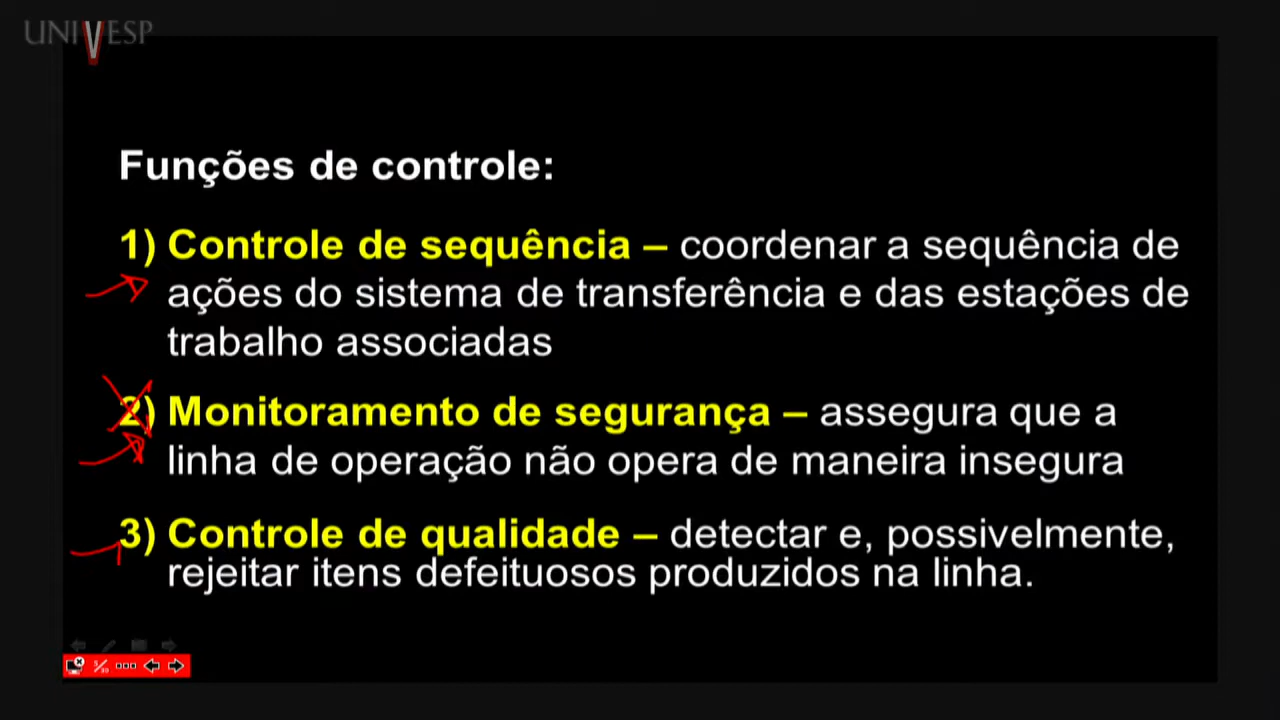 UNIVESP
Funções de controle:
1) Controle de sequência – coordenar a sequência de
ações do sistema de transferência e das estações de
trabalho associadas
2) Monitoramento de segurança – assegura que a
linha de operação não opera de maneira insegura
3) Controle de qualidade – detectar e, possivelmente,
rejeitar itens defeituosos produzidos na linha.